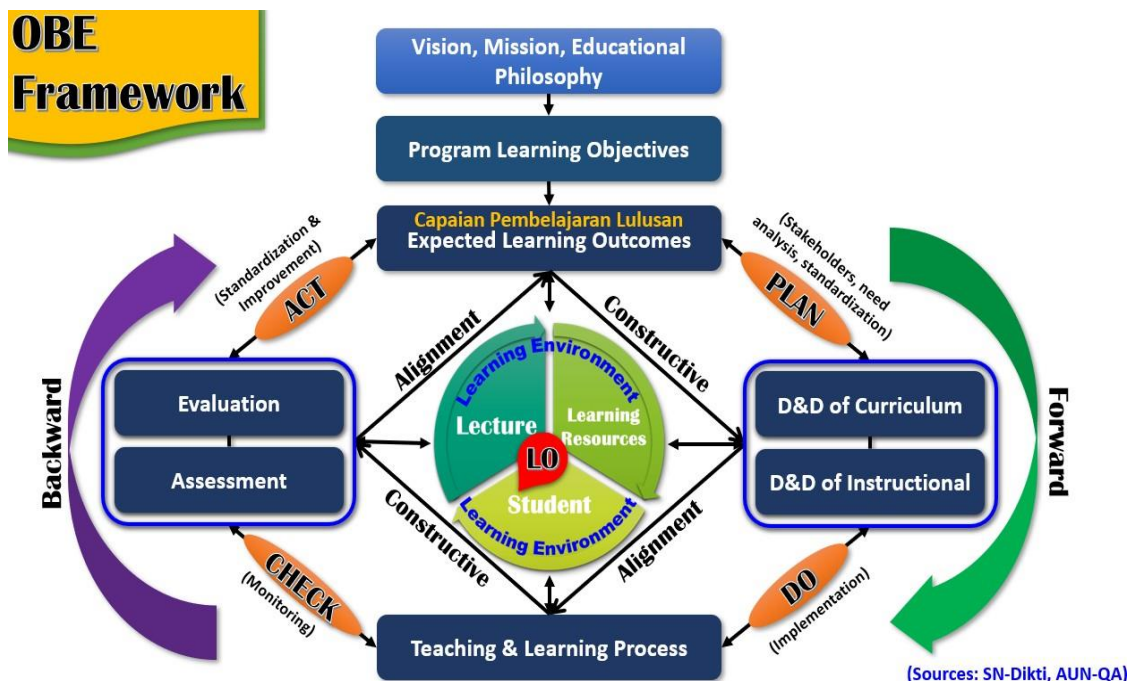 OBE
Framework
Vision, Mission, Educational
Philosophy
Program Learning Objectives
Capaian Pembelajaran Lulusan
Expected Learning Outcomes
(Standardization &
Improvement)
ACT
(Stakeholders, need
analysis, standardization)
PLAN
Alignment
Constructive
Learning Environment
Lecture
Learning
Resources
LO
Student
Learning Environment
Backward
Evaluation
Assessment
D&D of Curriculum
D&D of Instructional
Forward
Constructive
Alignment
CHECK
(Monitoring)
DO
(Implementation)
Teaching & Learning Process
(Sources: SN-Dikti, AUN-QA)